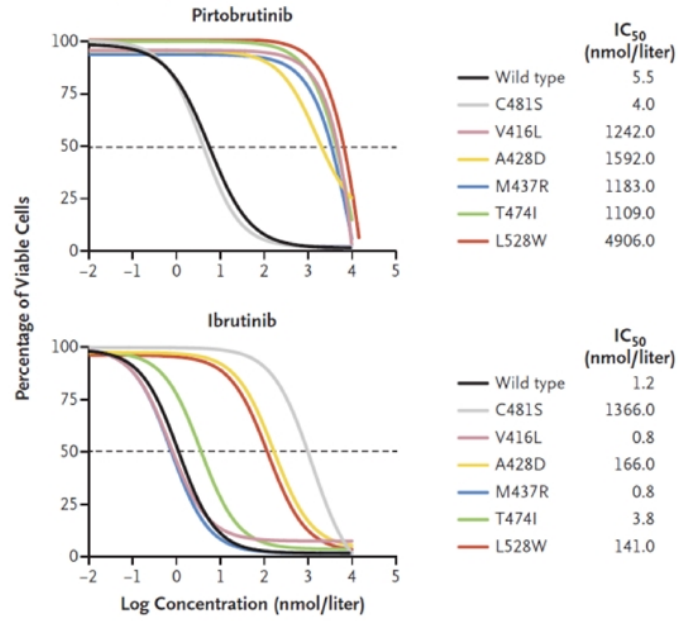 Pirtobrutinib
100
75
50
25
0
−2 −1 0 1 2 3 4 5
IC50
(nmol/liter)
Wild type 5.5
C481S 4.0
V416L 1242.0
A428D 1592.0
M437R 1183.0
T474I 1109.0
L528W 4906.0
Percentage of Viable Cells
Ibrutinib
100
75
50
25
0
−2 −1 0 1 2 3 4 5
Log Concentration (nmol/liter)
IC50
(nmol/liter)
Wild type 1.2
C481S 1366.0
V416L 0.8
A428D 166.0
M437R 0.8
T474I 3.8
L528W 141.0